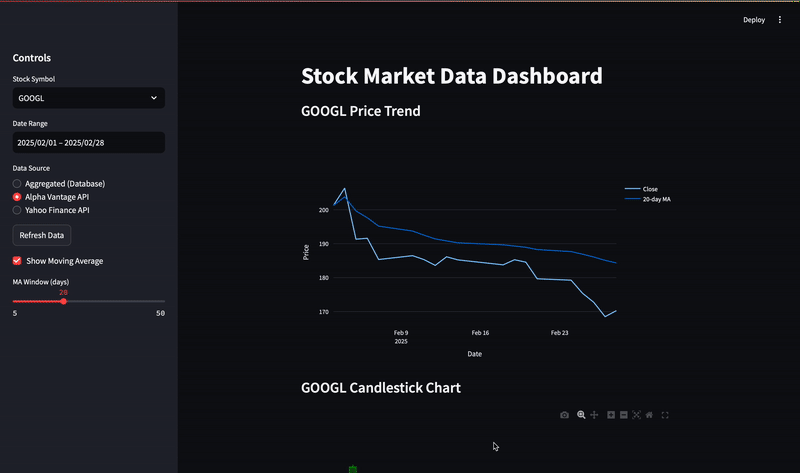 Deploy
Controls
Stock Symbol
GOOGL
Date Range
2025/02/01 – 2025/02/28
Data Source
Aggregated (Database)
Alpha Vantage API
Yahoo Finance API
Refresh Data
Show Moving Average
MA Window (days)
20
5 50
Stock Market Data Dashboard
GOOGL Price Trend
Close
20-day MA
200
190
180
170
Price
Feb 9 Feb 16 Feb 23
2025
Date
GOOGL Candlestick Chart